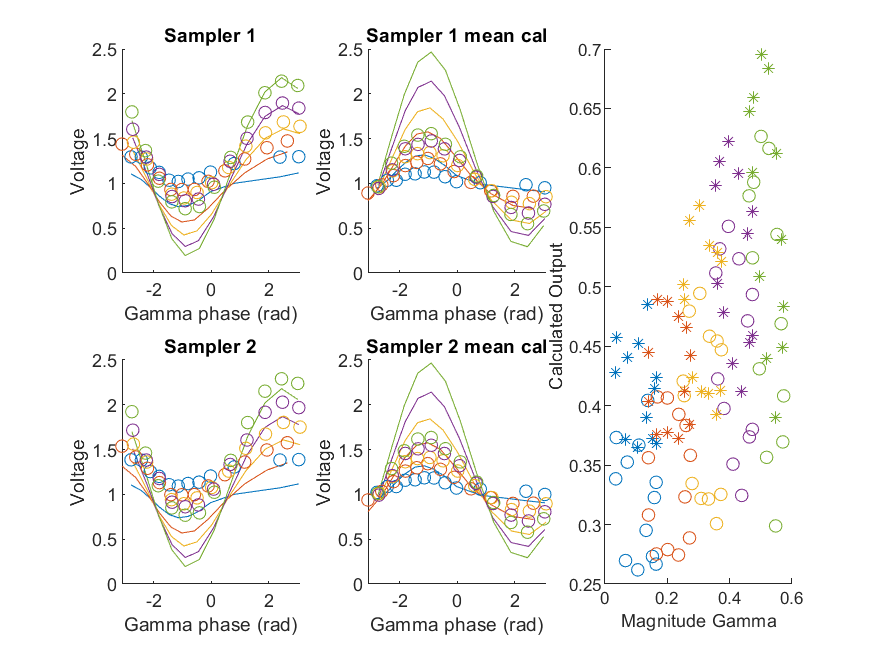 Sampler 1
2.5
2
1.5
1
0.5
0
Voltage
-2 0 2
Gamma phase (rad)
Sampler 1 mean cal
2.5
2
1.5
1
0.5
0
Voltage
-2 0 2
Gamma phase (rad)
Sampler 2
2.5
2
1.5
1
0.5
0
Voltage
-2 0 2
Gamma phase (rad)
Sampler 2 mean cal
2.5
2
1.5
1
0.5
0
Voltage
-2 0 2
Gamma phase (rad)
0.7
0.65
0.6
0.55
0.5
0.45
0.4
0.35
0.3
0.25
Calculated Output
0 0.2 0.4 0.6
Magnitude Gamma